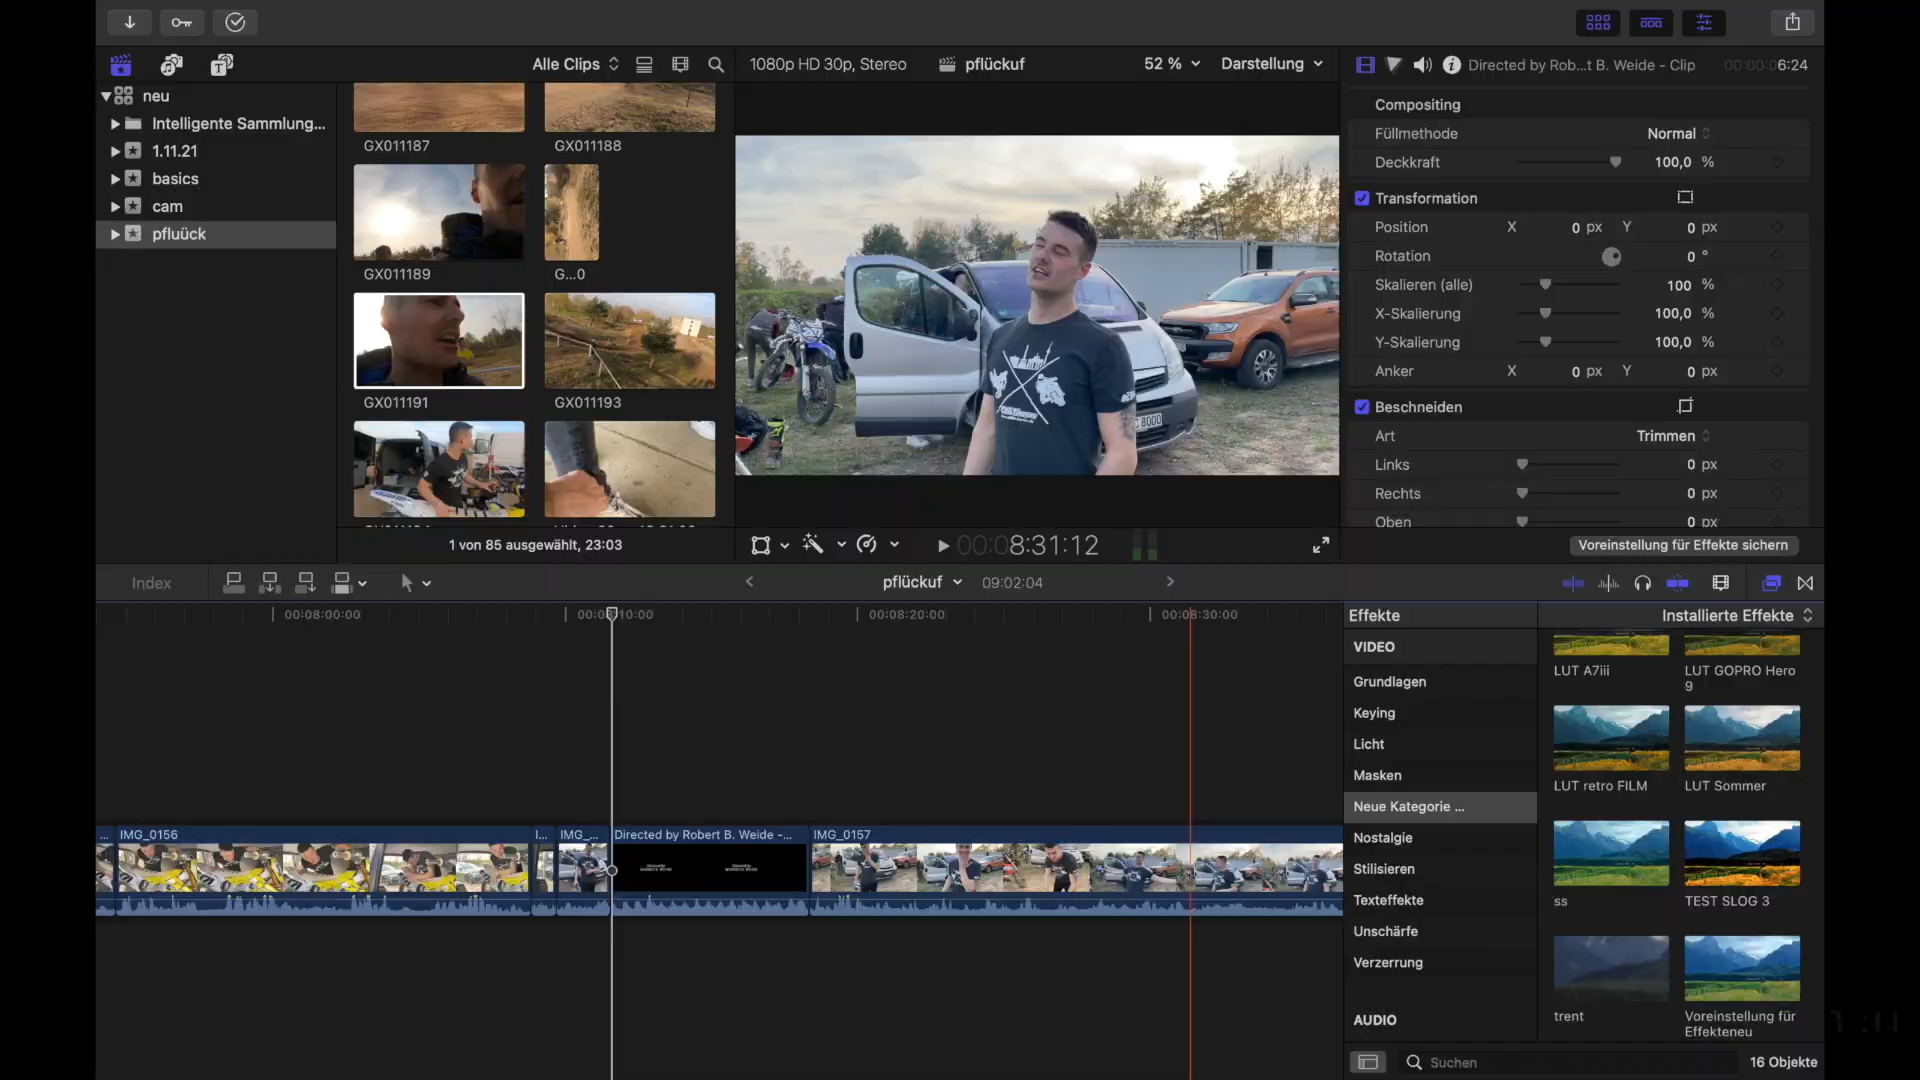 Alle Clips
1080p HD 30p, Stereo
pflückuf
52 %
Darstellung
Directed by Rob...t B. Weide - Clip
00:00:06:24
neu
Intelligente Sammlung...
1.11.21
basics
cam
pfluück
GX011187
GX011188
GX011189
G...0
GX011191
GX011193
1 von 85 ausgewählt, 23:03
C 8000
00:08:31:12
Compositing
Füllmethode
Normal
Deckkraft
100,0 %
Transformation
Position
X 0 px Y 0 px
Rotation
0 °
Skalieren (alle)
100 %
X-Skalierung
100,0 %
Y-Skalierung
100,0 %
Anker
X 0 px Y 0 px
Beschneiden
Art
Trimmen
Links
0 px
Rechts
0 px
Oben
0 px
Voreinstellung für Effekte sichern
Index
pflückuf
09:02:04
00:08:00:00
00:08:10:00
00:08:20:00
00:08:30:00
...
IMG_0156
I...
IMG_...
Directed by Robert B. Weide -...
IMG_0157
Effekte
Installierte Effekte
VIDEO
Grundlagen
Keying
Licht
Masken
Neue Kategorie ...
Nostalgie
Stilisieren
Texteffekte
Unschärfe
Verzerrung
AUDIO
LUT A7iii
LUT GOPRO Hero
9
LUT retro FILM
LUT Sommer
ss
TEST SLOG 3
trent
Voreinstellung für
Effekteneu
Suchen
16 Objekte